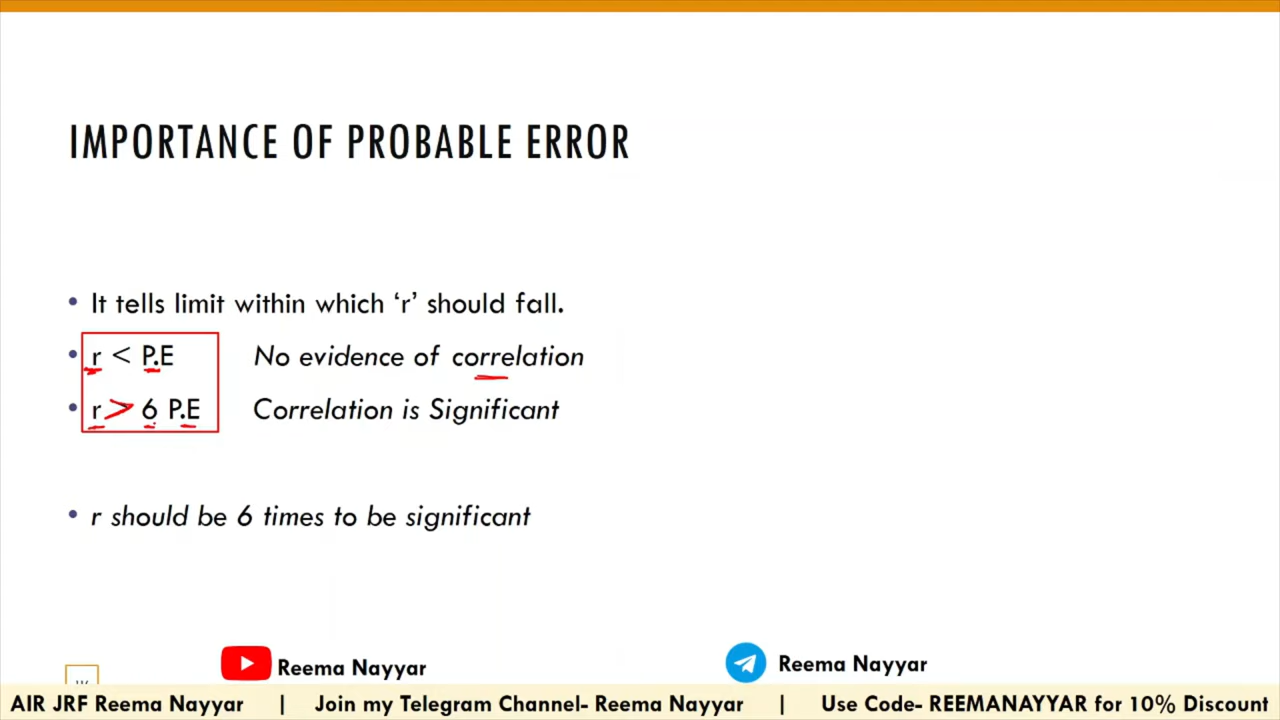 IMPORTANCE OF PROBABLE ERROR
• It tells limit within which ‘r’ should fall.
• r < P.E No evidence of correlation
• r > 6 P.E Correlation is Significant
• r should be 6 times to be significant
Reema Nayyar
Reema Nayyar
AIR JRF Reema Nayyar | Join my Telegram Channel- Reema Nayyar | Use Code- REEMANAYYAR for 10% Discount